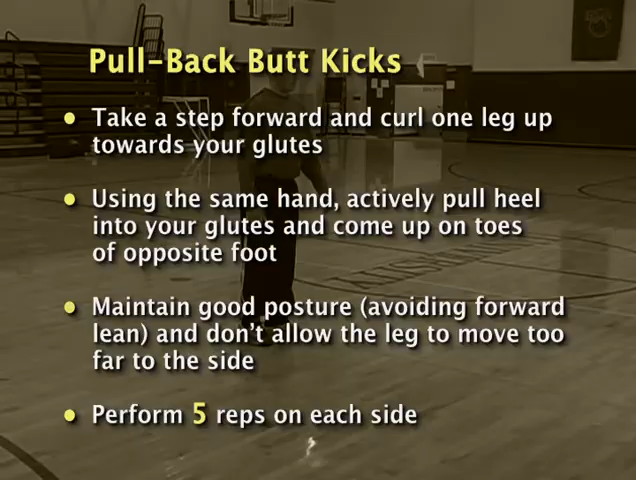 Pull-Back Butt Kicks
• Take a step forward and curl one leg up
towards your glutes
• Using the same hand, actively pull heel
into your glutes and come up on toes
of opposite foot
• Maintain good posture (avoiding forward
lean) and don't allow the leg to move too
far to the side
• Perform 5 reps on each side